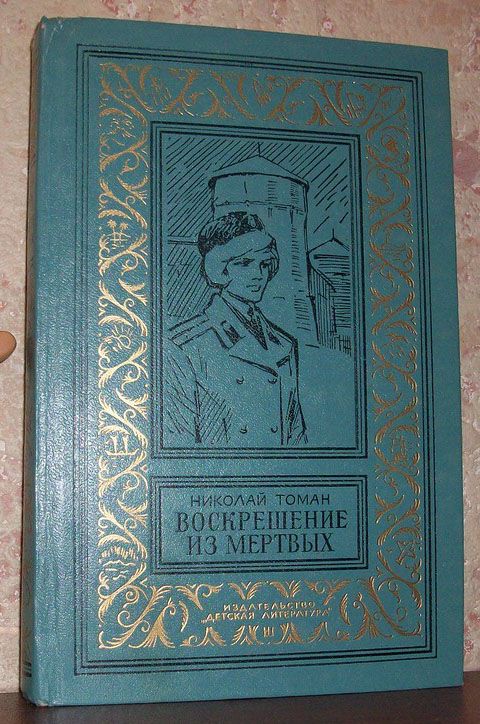 НИКОЛАЙ ТОМАН
ВОСКРЕШЕНИЕ
ИЗ МЕРТВЫХ
ИЗДАТЕЛЬСТВО
„ДЕТСКАЯ ЛИТЕРАТУРА"